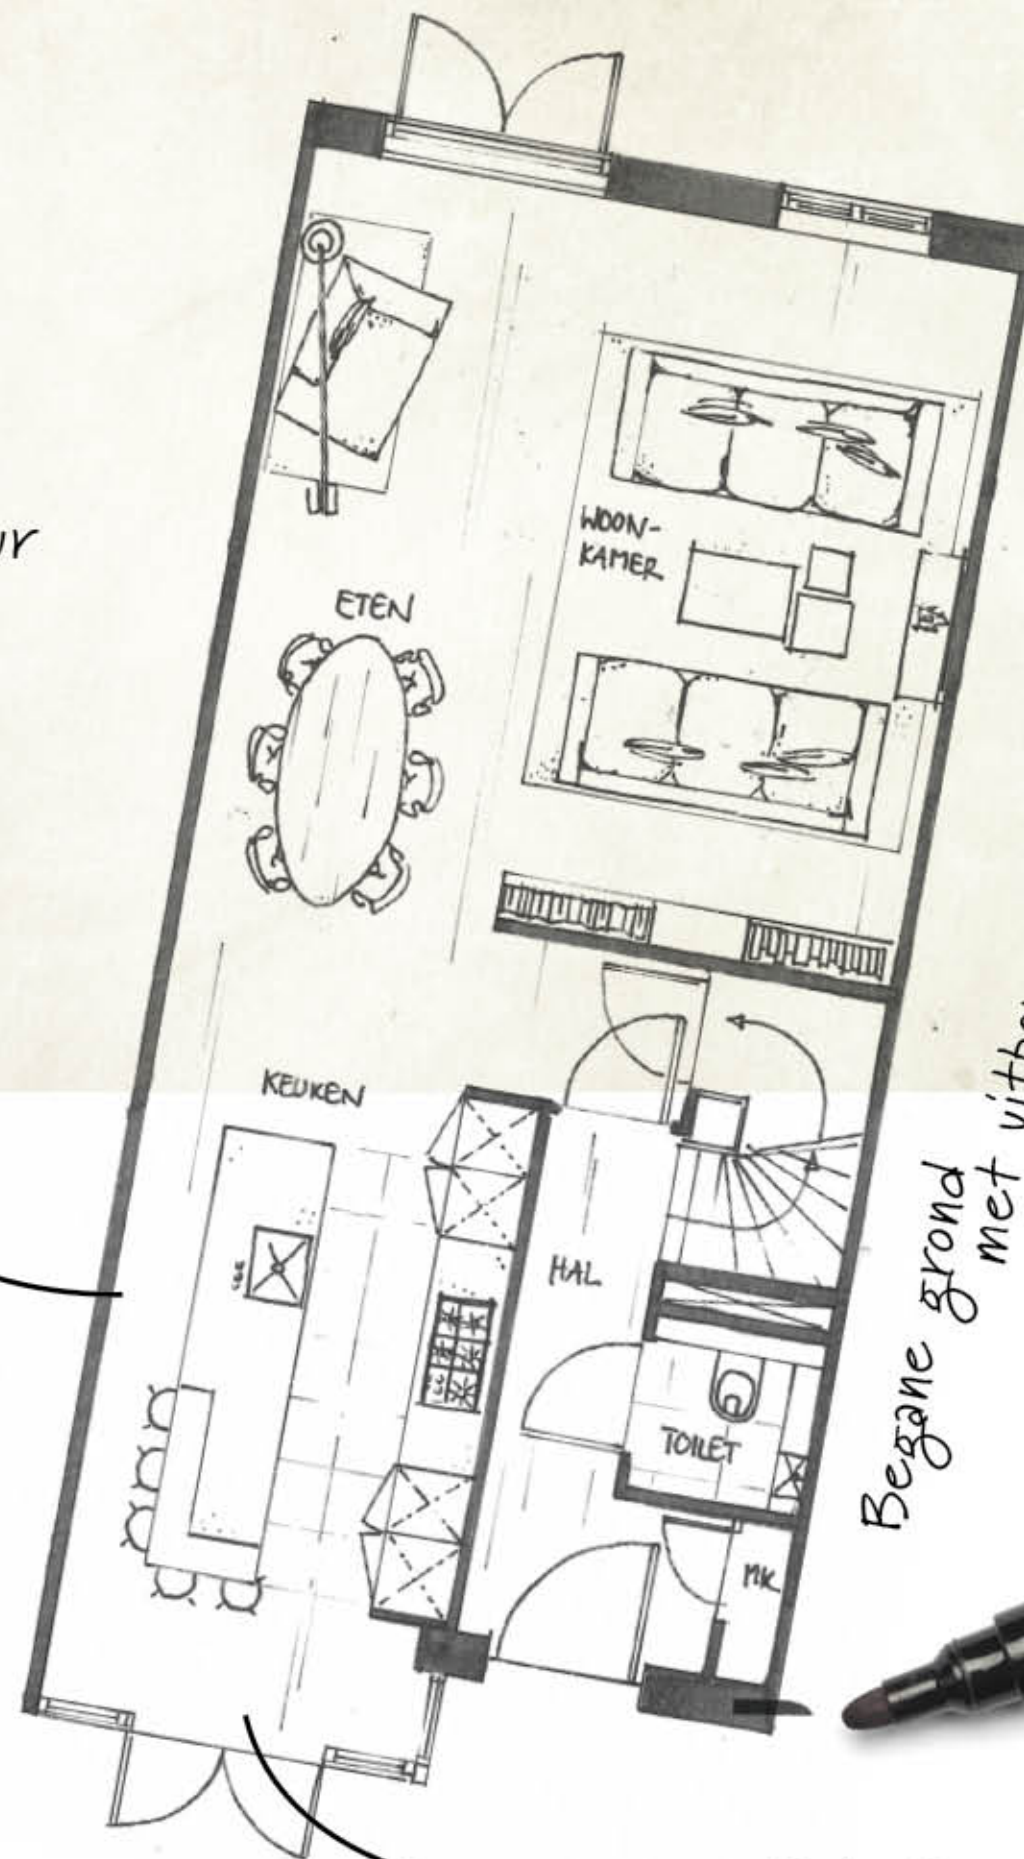 ETEN
WOON-
KAMER
KEUKEN
HAL
TOILET
MK
Begane grond
met